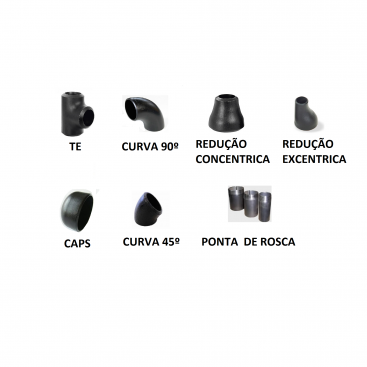 TE
CURVA 90º
REDUÇÃO
CONCENTRICA
REDUÇÃO
EXCENTRICA
CAPS
CURVA 45º
PONTA DE ROSCA